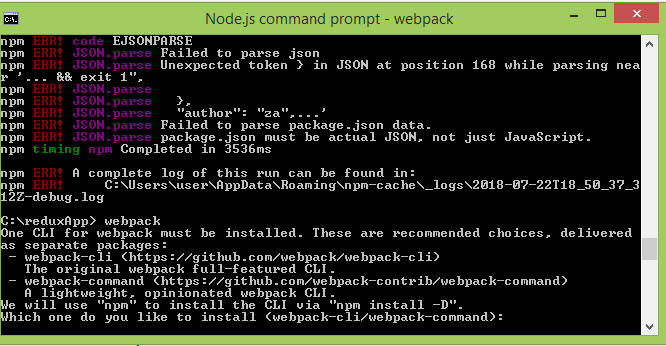 Node.js command prompt - webpack
npm ERR! code EJSONPARSE
npm ERR! JSON.parse Failed to parse json
npm ERR! JSON.parse Unexpected token } in JSON at position 168 while parsing nea
r '... && exit 1",
npm ERR! JSON.parse
npm ERR! JSON.parse   },
npm ERR! JSON.parse   "author": "za",...'
npm ERR! JSON.parse Failed to parse package.json data.
npm ERR! JSON.parse package.json must be actual JSON, not just JavaScript.
npm timing npm Completed in 3536ms
npm ERR! A complete log of this run can be found in:
npm ERR!     C:\Users\user\AppData\Roaming\npm-cache\_logs\2018-07-22T18_50_37_3
12Z-debug.log
C:\reduxApp> webpack
One CLI for webpack must be installed. These are recommended choices, delivered
as separate packages:
- webpack-cli (https://github.com/webpack/webpack-cli)
The original webpack full-featured CLI.
- webpack-command (https://github.com/webpack-contrib/webpack-command)
A lightweight, opinionated webpack CLI.
We will use "npm" to install the CLI via "npm install -D".
Which one do you like to install (webpack-cli/webpack-command):